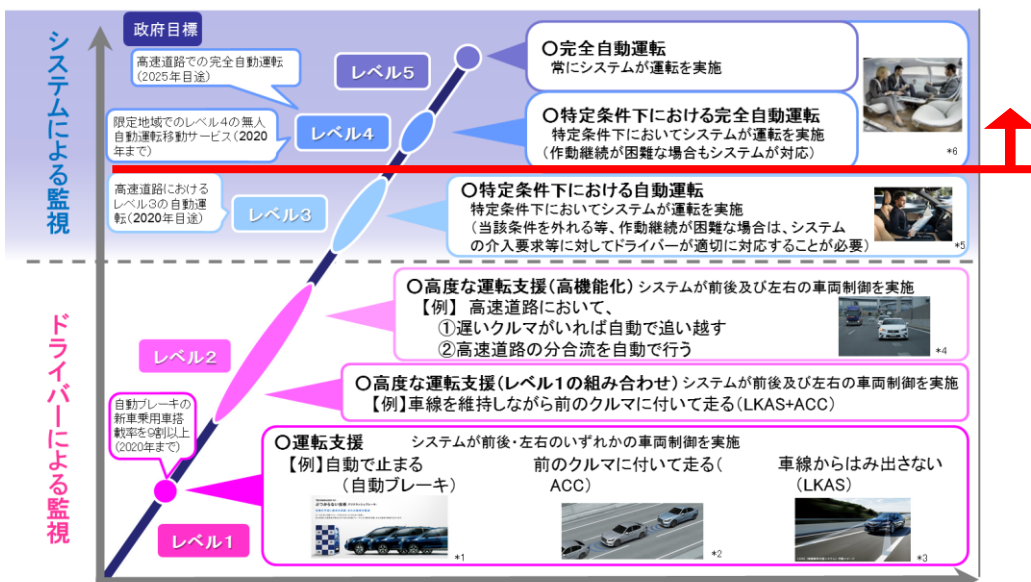 政府目標
システムによる監視
ドライバーによる監視
高速道路での完全自動運転
(2025年目途)
レベル5
〇完全自動運転
常にシステムが運転を実施
限定地域でのレベル4の無人
自動運転移動サービス(2020
年まで)
レベル4
〇特定条件下における完全自動運転
特定条件下においてシステムが運転を実施
(作動継続が困難な場合もシステムが対応)
*6
高速道路における
レベル3の自動運
転(2020年目途)
レベル3
〇特定条件下における自動運転
特定条件下においてシステムが運転を実施
(当該条件を外れる等、作動継続が困難な場合は、システム
の介入要求等に対してドライバーが適切に対応することが必要)
*5
〇高度な運転支援(高機能化) システムが前後及び左右の車両制御を実施
【例】 高速道路において、
①遅いクルマがいれば自動で追い越す
②高速道路の分合流を自動で行う
*4
レベル2
〇高度な運転支援(レベル1の組み合わせ) システムが前後及び左右の車両制御を実施
【例】車線を維持しながら前のクルマに付いて走る(LKAS+ACC)
自動ブレーキの
新車乗用車搭
載率を9割以上
(2020年まで)
〇運転支援 システムが前後・左右のいずれかの車両制御を実施
【例】自動で止まる
(自動ブレーキ)
*1
前のクルマに付いて走る(
ACC)
*2
車線からはみ出さない
(LKAS)
*3
レベル1